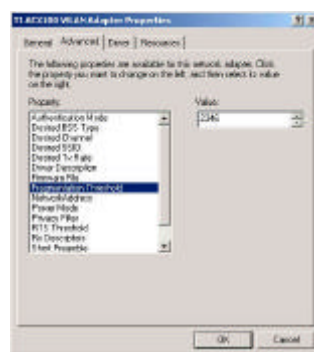 TI ACX100 WLAN Adapter Properties
General Advanced Driver Resources
The following properties are available for this network adapter. Click
the property you want to change on the left, and then select its value
on the right.
Property:
Value:
Authentication Mode
Desired BSS Type
Desired Channel
Desired SSID
Desired Tx Rate
Driver Description
Firmware File
Fragmentation Threshold
NetworkAddress
Power Mode
Privacy Filter
RTS Threshold
Rx Descriptors
Short Preamble
2346
OK Cancel